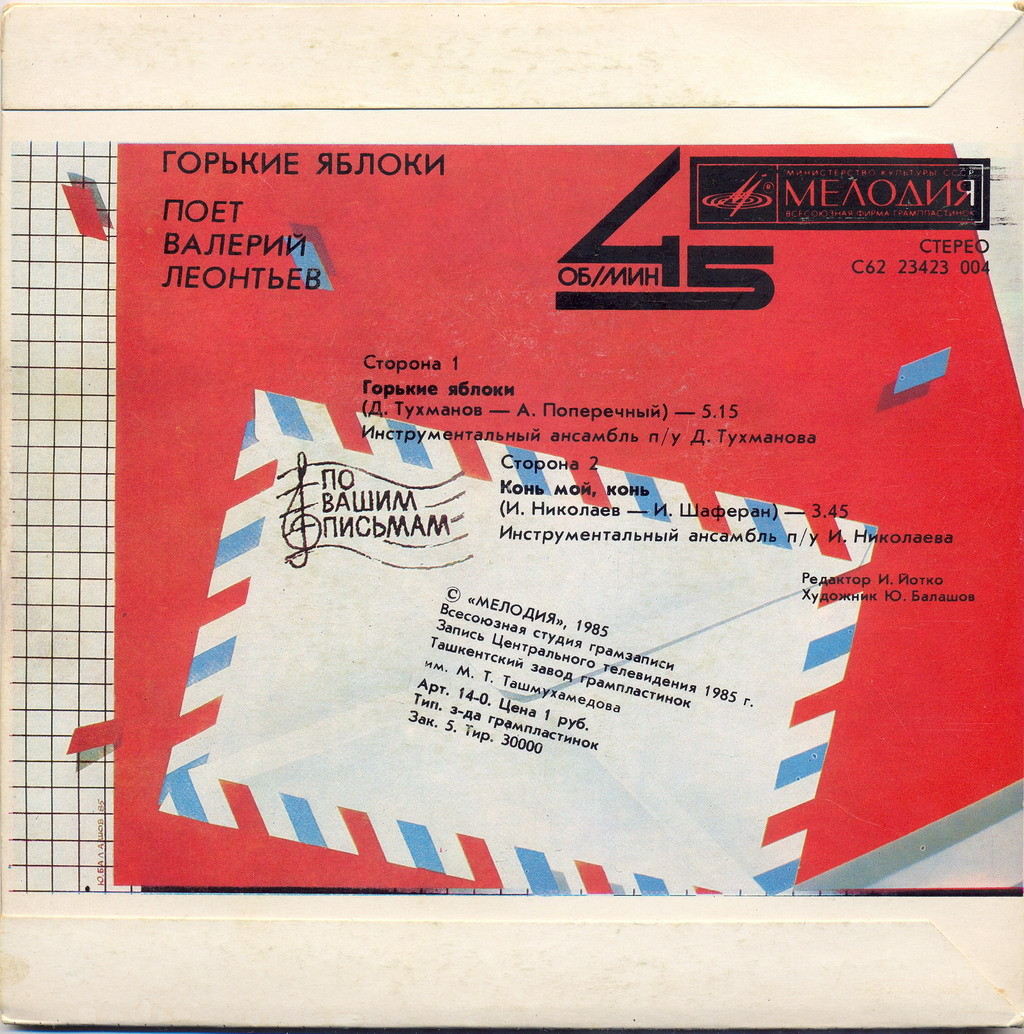 ГОРЬКИЕ ЯБЛОКИ
ПОЕТ
ВАЛЕРИЙ
ЛЕОНТЬЕВ
45
ОБ/МИН
МИНИСТЕРСТВО КУЛЬТУРЫ СССР
МЕЛОДИЯ
ВСЕСОЮЗНАЯ ФИРМА ГРАМПЛАСТИНОК
СТЕРЕО
С62 23423 004
Сторона 1
Горькие яблоки
(Д. Тухманов — А. Поперечный) — 5.15
Инструментальный ансамбль п/у Д. Тухманова
Сторона 2
Конь мой, конь
(И. Николаев — И. Шаферан) — 3.45
Инструментальный ансамбль п/у И. Николаева
ПО
ВАШИМ
ПИСЬМАМ
Редактор И. Йотко
Художник Ю. Балашов
© «МЕЛОДИЯ», 1985
Всесоюзная студия грамзаписи
Запись Центрального телевидения 1985 г.
Ташкентский завод грампластинок
им. М. Т. Ташмухамедова
Арт. 14-0. Цена 1 руб.
Тип. з-да грампластинок
Зак. 5. Тир. 30000
Ю.БАЛАШОВ 85